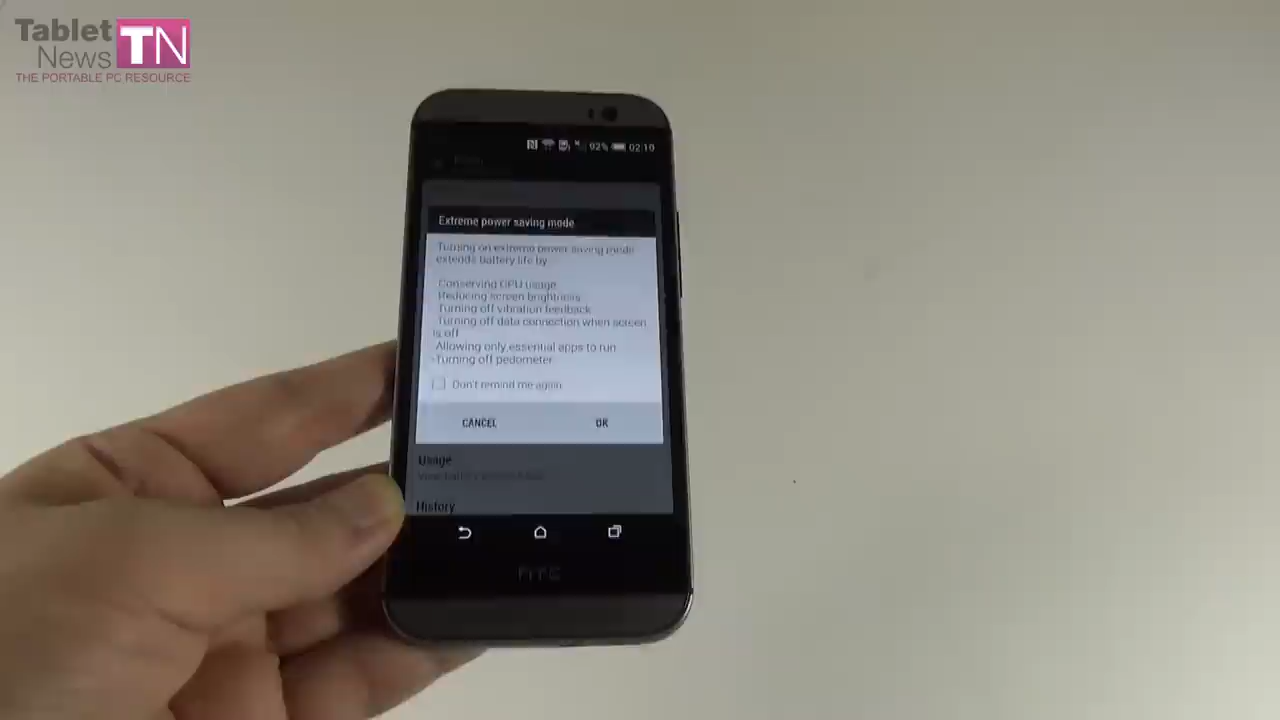 Tablet
News TN
THE PORTABLE PC RESOURCE
92% 02:10
Extreme power saving mode
Turning on extreme power saving mode
extends battery life by
Conserving CPU usage
Reducing screen brightness
Turning off vibration feedback
Turning off data connection when screen
is off
Allowing only essential apps to run
-Turning off pedometer
Don't remind me again
CANCEL OK
Usage
History
hTC